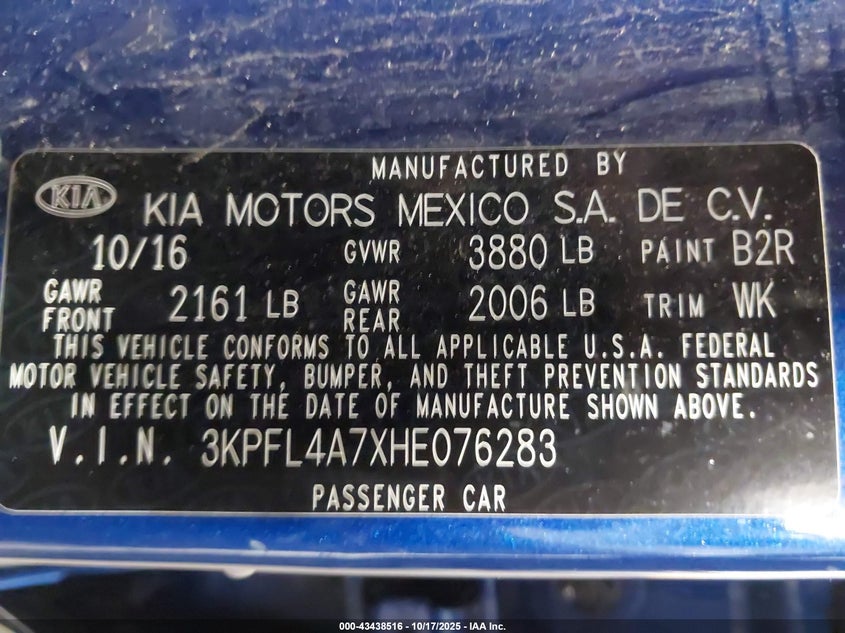 MANUFACTURED BY
KIA KIA MOTORS MEXICO S.A. DE C.V.
10/16 GVWR 3880 LB PAINT B2R
GAWR FRONT 2161 LB GAWR REAR 2006 LB TRIM WK
THIS VEHICLE CONFORMS TO ALL APPLICABLE U.S.A. FEDERAL
MOTOR VEHICLE SAFETY, BUMPER, AND THEFT PREVENTION STANDARDS
IN EFFECT ON THE DATE OF MANUFACTURE SHOWN ABOVE.
V.I.N. 3KPFL4A7XHE076283
PASSENGER CAR
000-43438516 | 10/17/2025 - IAA Inc.